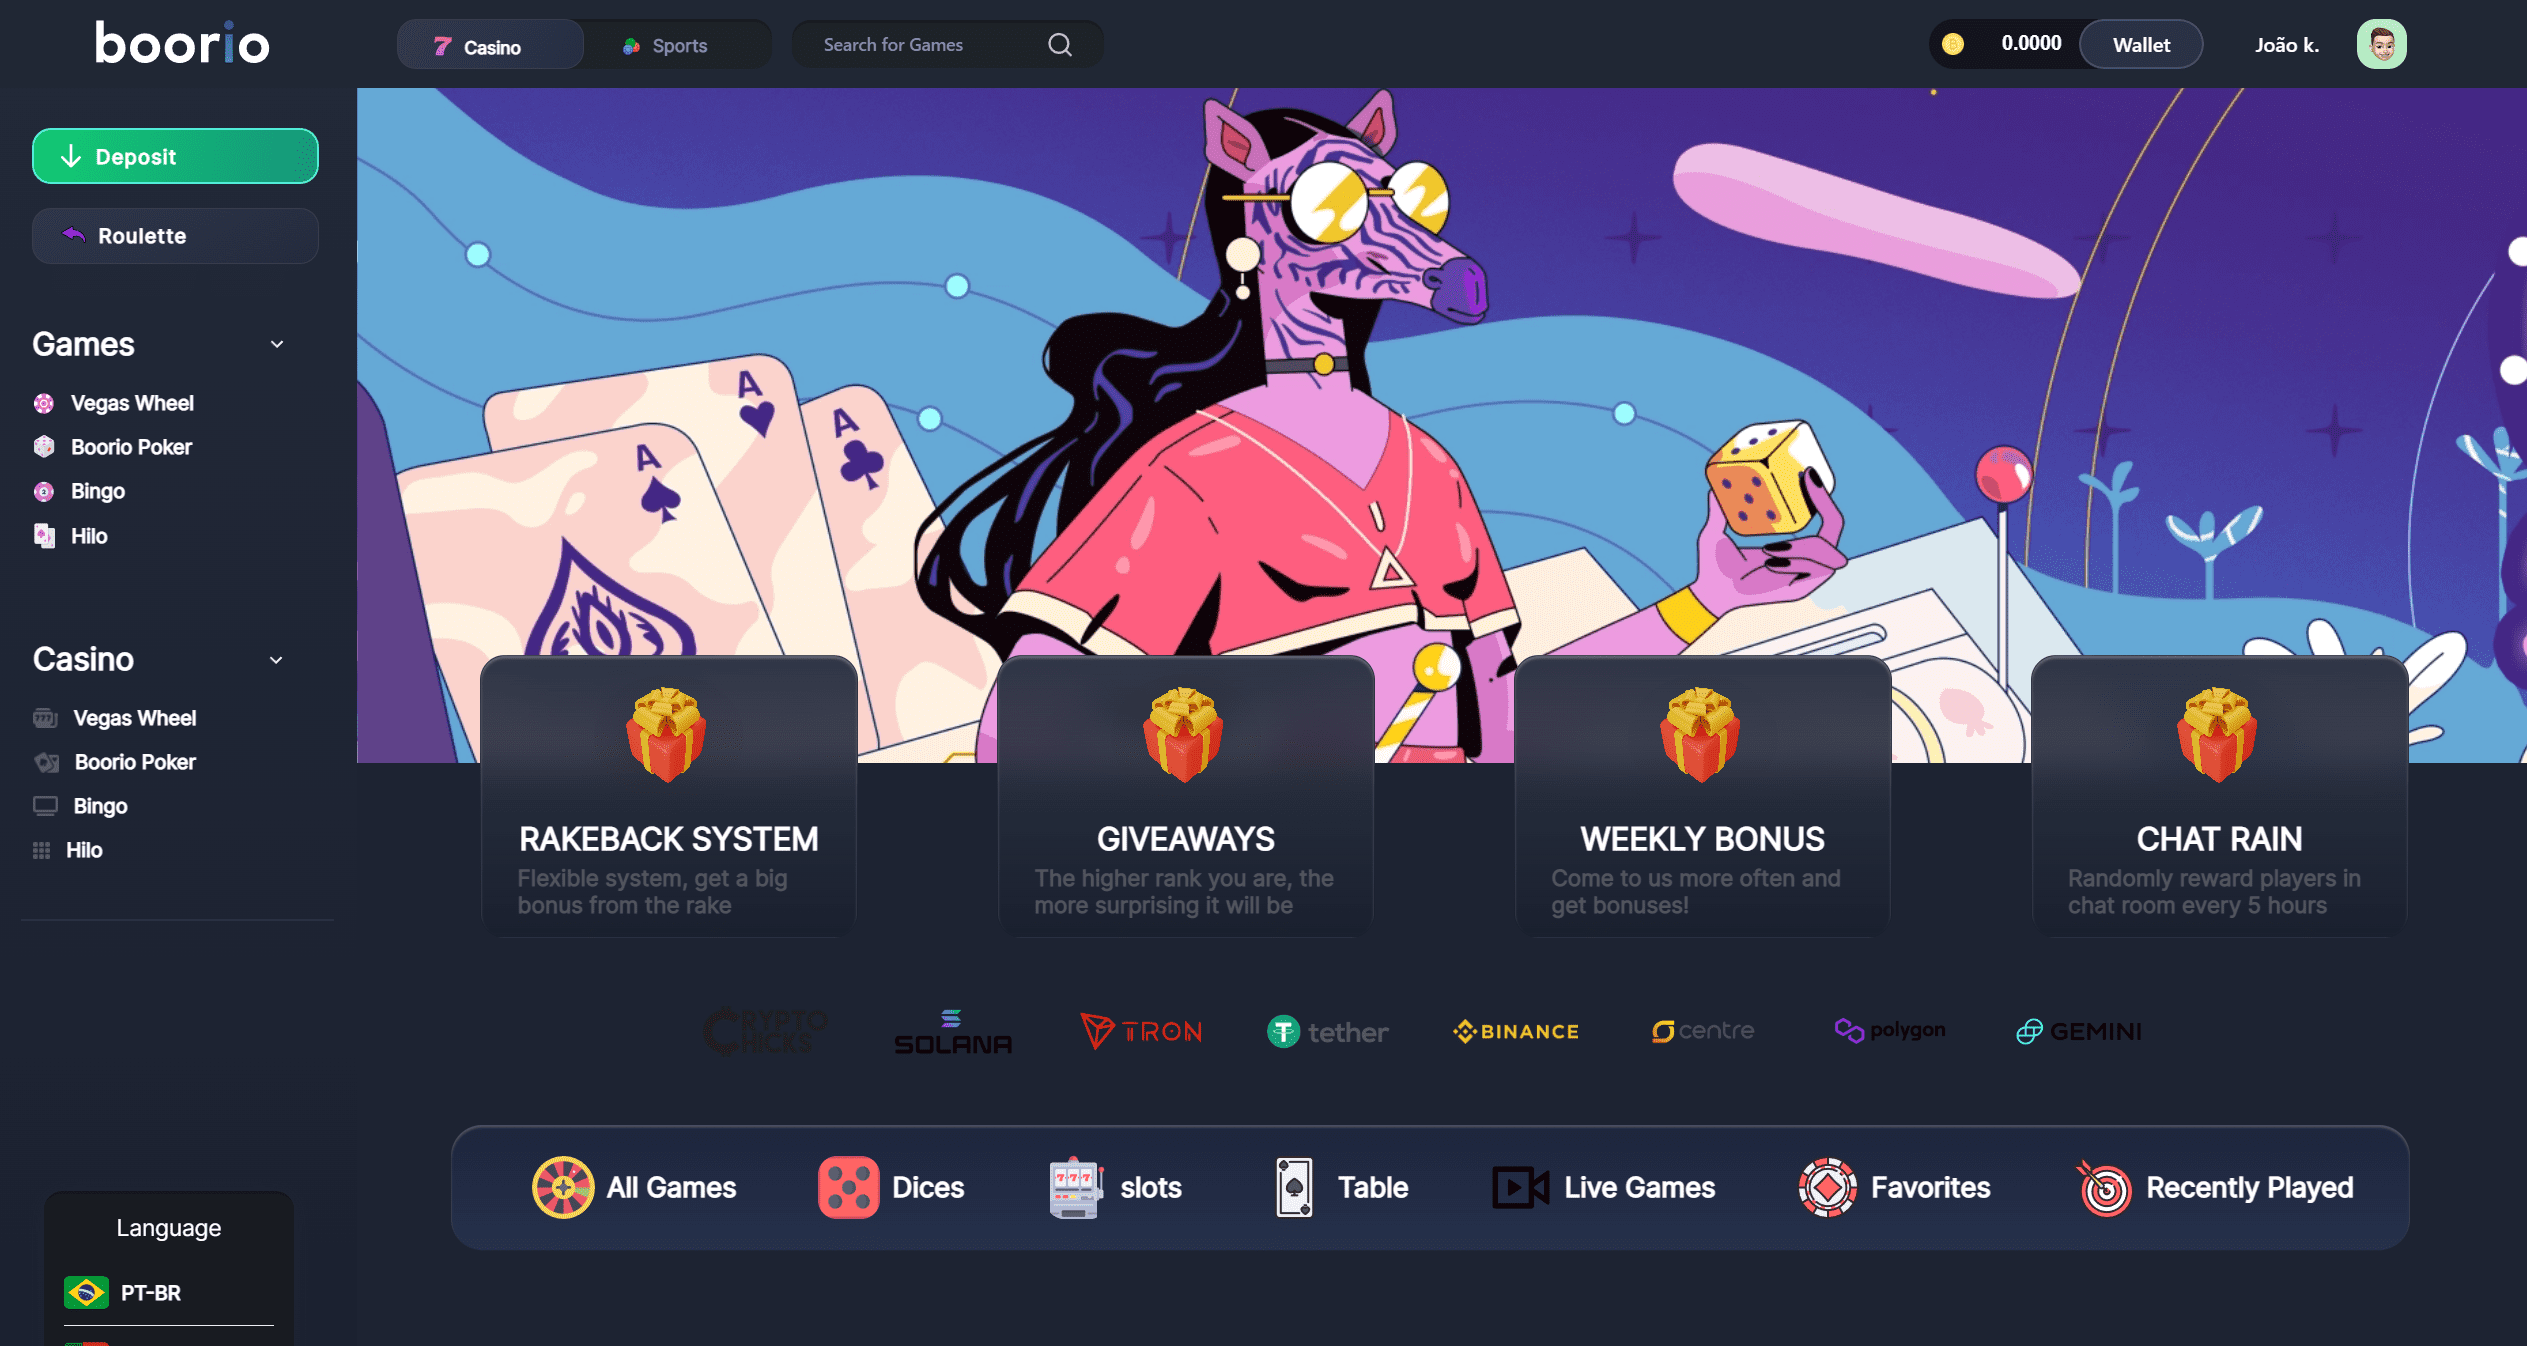 boorio
7 Casino
Sports
Search for Games
0.0000
Wallet
João k.
Deposit
Roulette
Games
Vegas Wheel
Boorio Poker
Bingo
Hilo
Casino
Vegas Wheel
Boorio Poker
Bingo
Hilo
A
A
A
RAKEBACK SYSTEM
Flexible system, get a big
bonus from the rake
GIVEAWAYS
The higher rank you are, the
more surprising it will be
WEEKLY BONUS
Come to us more often and
get bonuses!
CHAT RAIN
Randomly reward players in
chat room every 5 hours
CRYPTO
CHICKS
SOLANA
TRON
tether
BINANCE
centre
polygon
GEMINI
All Games
Dices
777
slots
Table
Live Games
Favorites
Recently Played
Language
PT-BR